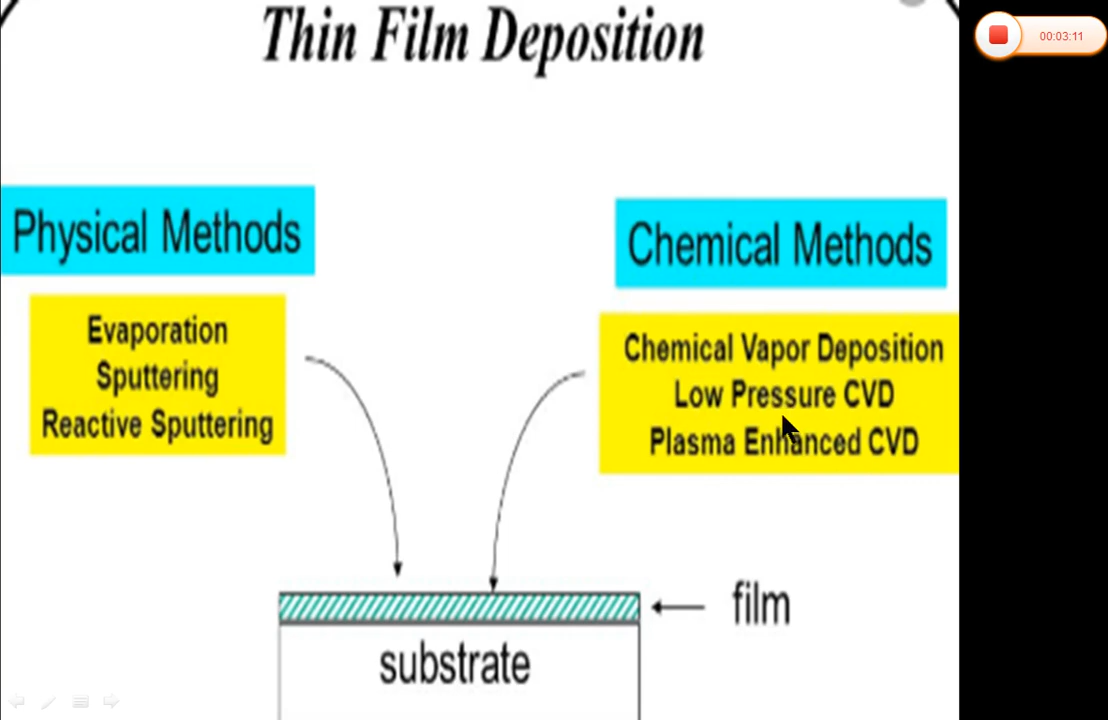 Thin Film Deposition
00:03:11
Physical Methods
Chemical Methods
Evaporation
Sputtering
Reactive Sputtering
Chemical Vapor Deposition
Low Pressure CVD
Plasma Enhanced CVD
film
substrate